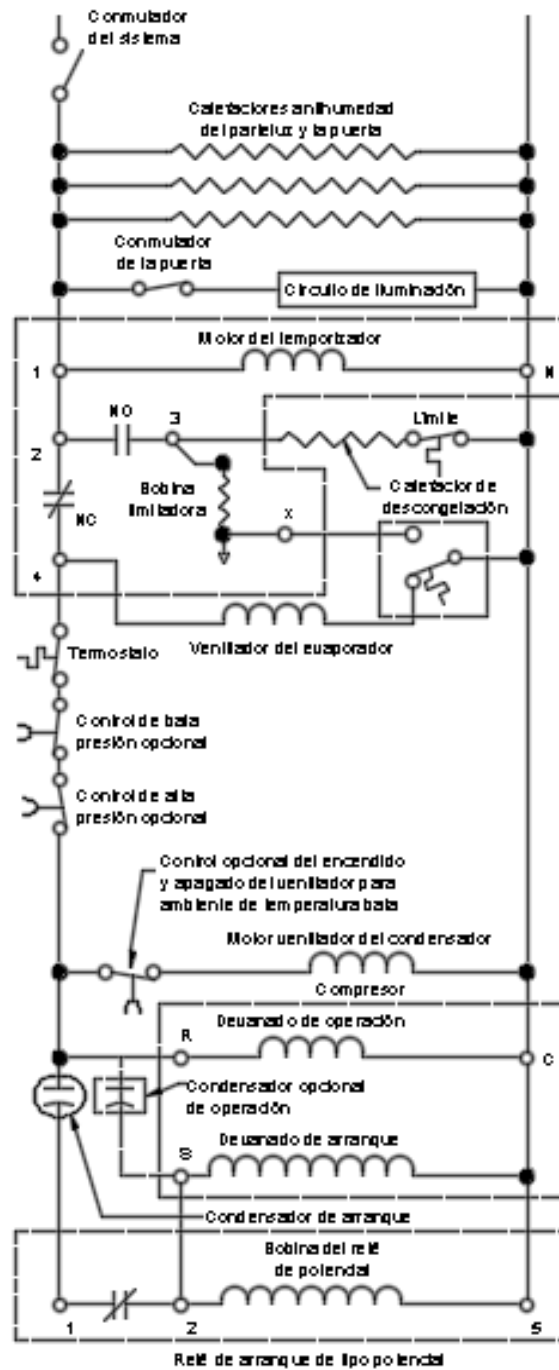 Conmutador
del sistema
Calefactores antihumedad
del parteluz y la puerta
Conmutador
de la puerta
Circuito de iluminación
Motor del temporizador
1
N
NO
3
Límite
2
Bobina
limitadora
Calefactor de
descongelación
X
NC
4
Ventilador del evaporador
Termostato
Control de baja
presión opcional
Control de alta
presión opcional
Control opcional del encendido
y apagado del ventilador para
ambiente de temperatura baja
Motor ventilador del condensador
Compresor
Devanado de operación
R
C
Condensador opcional
de operación
Devanado de arranque
S
Condensador de arranque
Bobina del relé
de potencial
1
2
5
Relé de arranque de tipo potencial